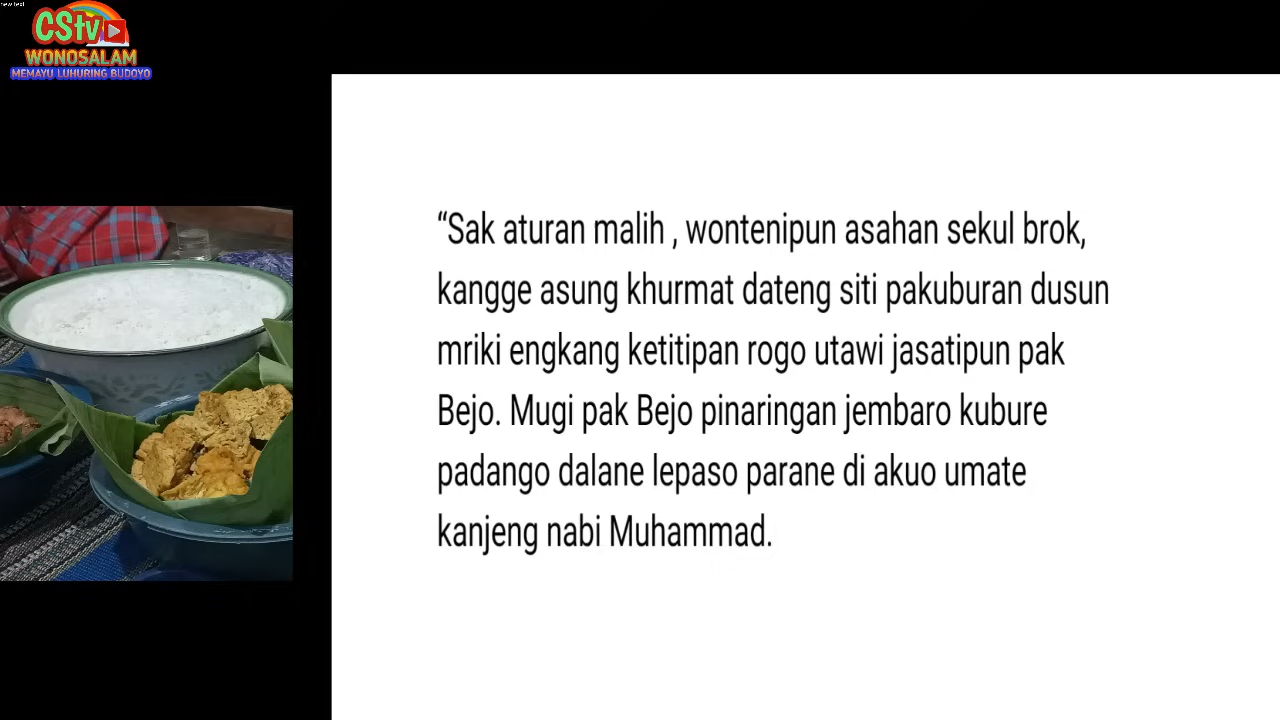 new text
CStv
WONOSALAM
MEMAYU LUHURING BUDOYO
“Sak aturan malih , wontenipun asahan sekul brok,
kangge asung khurmat dateng siti pakuburan dusun
mriki engkang ketitipan rogo utawi jasatipun pak
Bejo. Mugi pak Bejo pinaringan jembaro kubure
padango dalane lepaso parane di akuo umate
kanjeng nabi Muhammad.